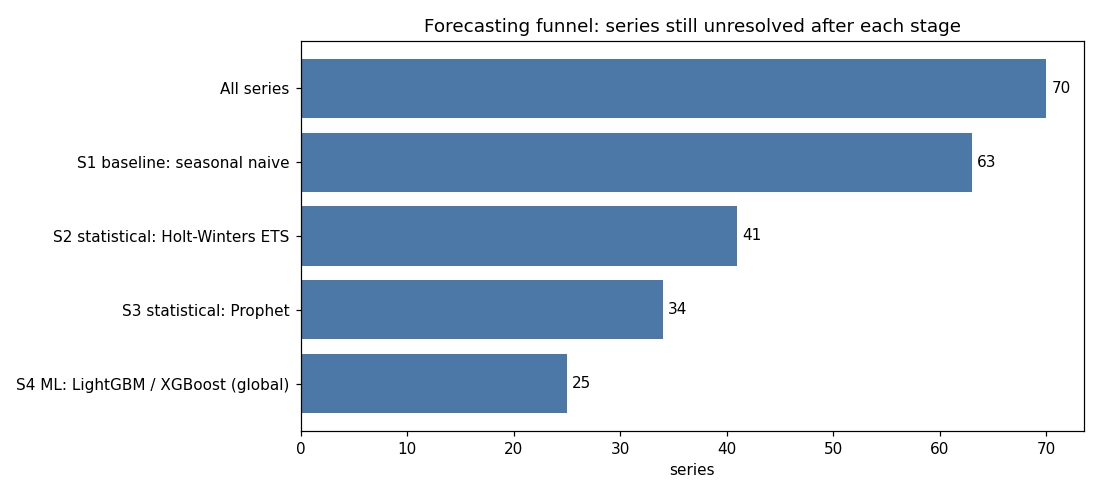 Forecasting funnel: series still unresolved after each stage
All series
70
S1 baseline: seasonal naive
63
S2 statistical: Holt-Winters ETS
41
S3 statistical: Prophet
34
S4 ML: LightGBM / XGBoost (global)
25
0 10 20 30 40 50 60 70
series